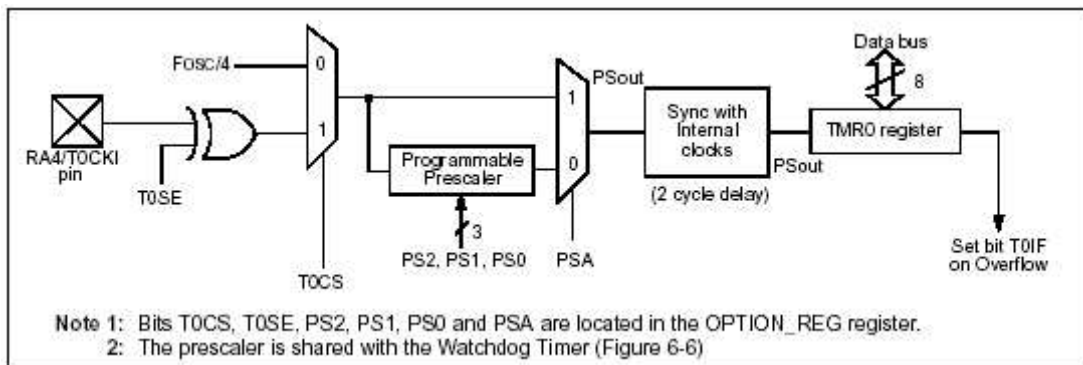 Data bus
8
Fosc/4
0
PSout
1
1
Sync with
Internal
clocks
TMR0 register
RA4/T0CKI
pin
Programmable
Prescaler
0
PSout
T0SE
(2 cycle delay)
3
PS2, PS1, PS0
PSA
Set bit T0IF
on Overflow
T0CS
Note 1: Bits T0CS, T0SE, PS2, PS1, PS0 and PSA are located in the OPTION_REG register.
2: The prescaler is shared with the Watchdog Timer (Figure 6-6)